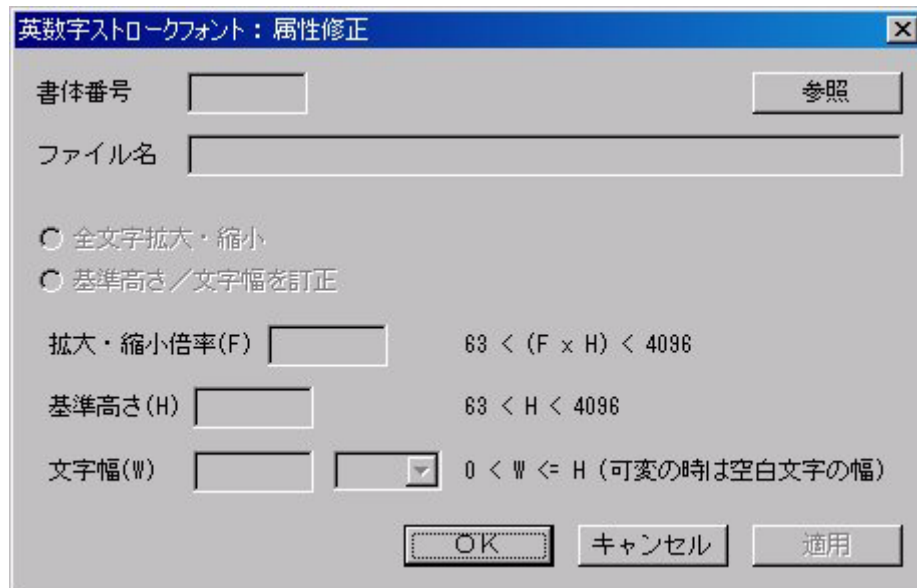 英数字ストロークフォント：属性修正
書体番号 参照
ファイル名
全文字拡大・縮小
基準高さ／文字幅を訂正
拡大・縮小倍率(F) 63 < (F x H) < 4096
基準高さ(H) 63 < H < 4096
文字幅(W) 0 < W <= H (可変の時は空白文字の幅)
OK キャンセル 適用